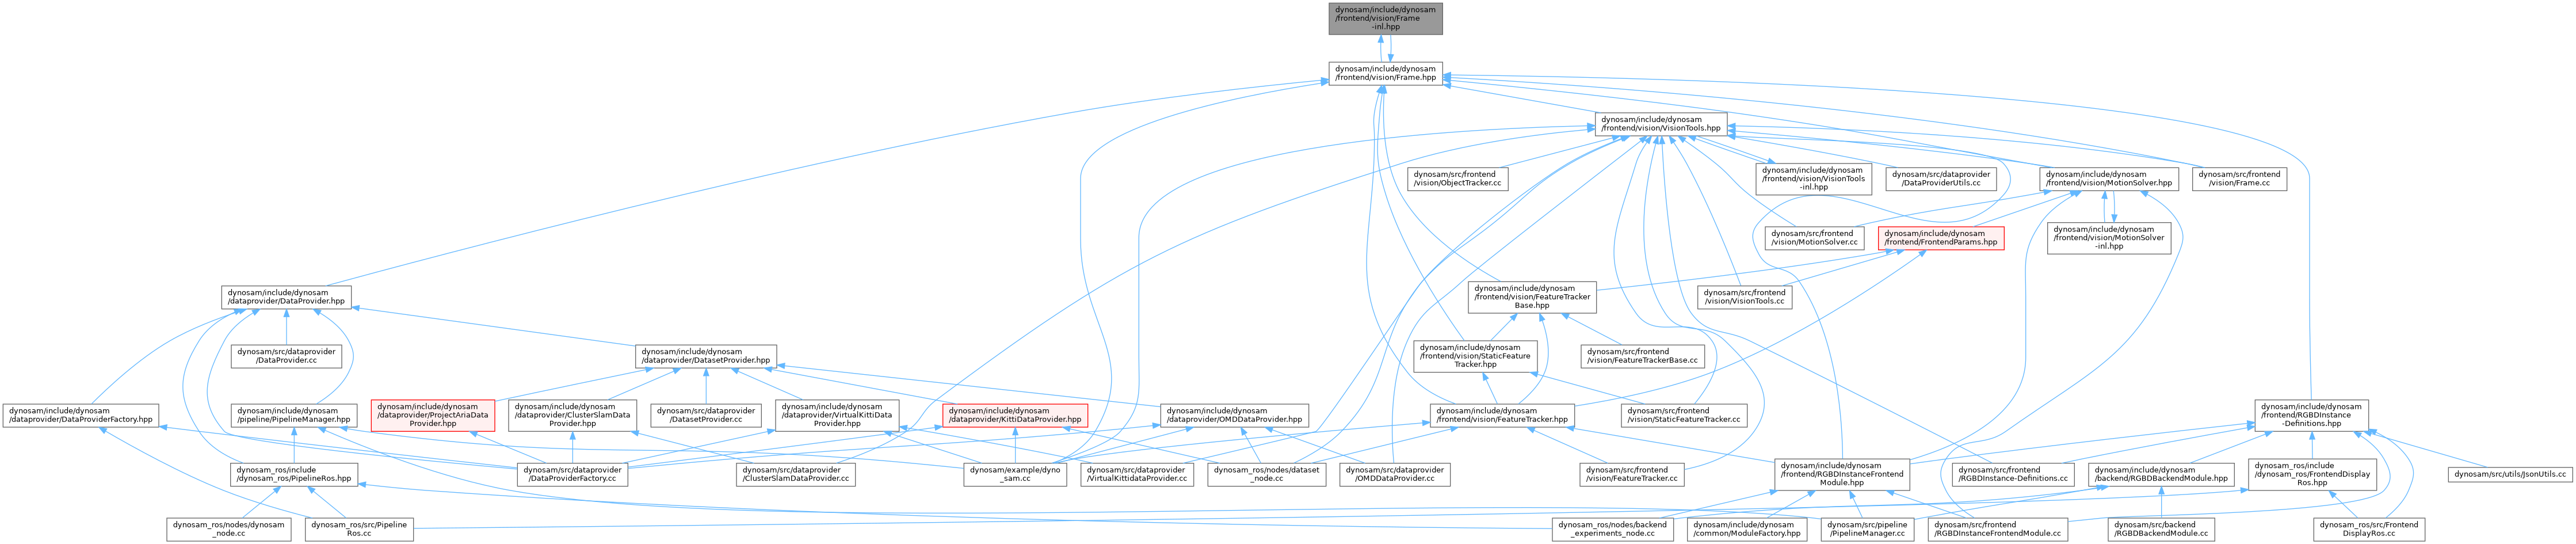 dynosam/include/dynosam
/frontend/vision/Frame
-inl.hpp
dynosam/include/dynosam
/frontend/vision/Frame.hpp
dynosam/include/dynosam
/frontend/vision/VisionTools.hpp
dynosam/src/frontend
/vision/ObjectTracker.cc
dynosam/include/dynosam
/frontend/vision/VisionTools
-inl.hpp
dynosam/src/dataprovider
/DataProviderUtils.cc
dynosam/include/dynosam
/frontend/vision/MotionSolver.hpp
dynosam/src/frontend
/vision/Frame.cc
dynosam/src/frontend
/vision/MotionSolver.cc
dynosam/include/dynosam
/frontend/FrontendParams.hpp
dynosam/include/dynosam
/frontend/vision/MotionSolver
-inl.hpp
dynosam/include/dynosam
/dataprovider/DataProvider.hpp
dynosam/include/dynosam
/frontend/vision/FeatureTracker
Base.hpp
dynosam/src/frontend
/vision/VisionTools.cc
dynosam/src/dataprovider
/DataProvider.cc
dynosam/include/dynosam
/dataprovider/DatasetProvider.hpp
dynosam/include/dynosam
/frontend/vision/StaticFeature
Tracker.hpp
dynosam/src/frontend
/vision/FeatureTrackerBase.cc
dynosam/include/dynosam
/dataprovider/DataProviderFactory.hpp
dynosam/include/dynosam
/pipeline/PipelineManager.hpp
dynosam/include/dynosam
/dataprovider/ProjectAriaData
Provider.hpp
dynosam/include/dynosam
/dataprovider/ClusterSlamData
Provider.hpp
dynosam/src/dataprovider
/DatasetProvider.cc
dynosam/include/dynosam
/dataprovider/VirtualKittiData
Provider.hpp
dynosam/include/dynosam
/dataprovider/KittiDataProvider.hpp
dynosam/include/dynosam
/dataprovider/OMDDataProvider.hpp
dynosam/include/dynosam
/frontend/vision/FeatureTracker.hpp
dynosam/src/frontend
/vision/StaticFeatureTracker.cc
dynosam/include/dynosam
/frontend/RGBDInstance
-Definitions.hpp
dynosam_ros/include
/dynosam_ros/PipelineRos.hpp
dynosam/src/dataprovider
/DataProviderFactory.cc
dynosam/src/dataprovider
/ClusterSlamDataProvider.cc
dynosam/example/dyno
_sam.cc
dynosam/src/dataprovider
/VirtualKittidataProvider.cc
dynosam_ros/nodes/dataset
_node.cc
dynosam/src/dataprovider
/OMDDataProvider.cc
dynosam/src/frontend
/vision/FeatureTracker.cc
dynosam/include/dynosam
/frontend/RGBDInstanceFrontend
Module.hpp
dynosam/src/frontend
/RGBDInstance-Definitions.cc
dynosam/include/dynosam
/backend/RGBDBackendModule.hpp
dynosam_ros/include
/dynosam_ros/FrontendDisplay
Ros.hpp
dynosam/src/utils/JsonUtils.cc
dynosam_ros/nodes/dynosam
_node.cc
dynosam_ros/src/Pipeline
Ros.cc
dynosam_ros/nodes/backend
_experiments_node.cc
dynosam/include/dynosam
/common/ModuleFactory.hpp
dynosam/src/pipeline
/PipelineManager.cc
dynosam/src/frontend
/RGBDInstanceFrontendModule.cc
dynosam/src/backend
/RGBDBackendModule.cc
dynosam_ros/src/Frontend
DisplayRos.cc